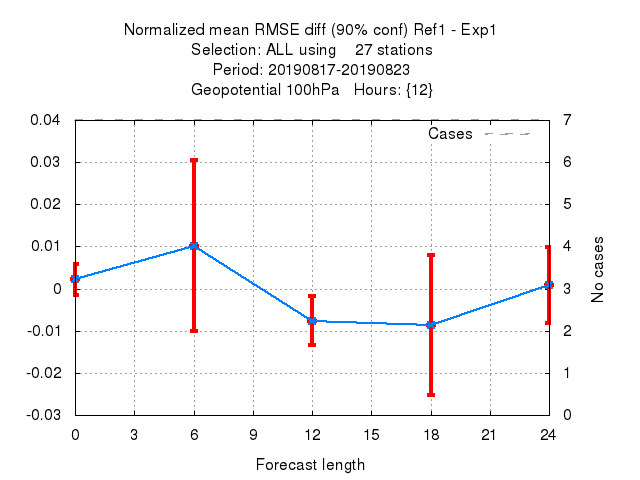 Normalized mean RMSE diff (90% conf) Ref1 - Exp1
Selection: ALL using    27 stations
Period: 20190817-20190823
Geopotential 100hPa   Hours: {12}
0.04
0.04
0.02
0.01
0
-0.01
-0.02
-0.03
Cases
7
6
5
4
3
2
1
0
No cases
0 3 6 9 12 15 18 21 24
Forecast length